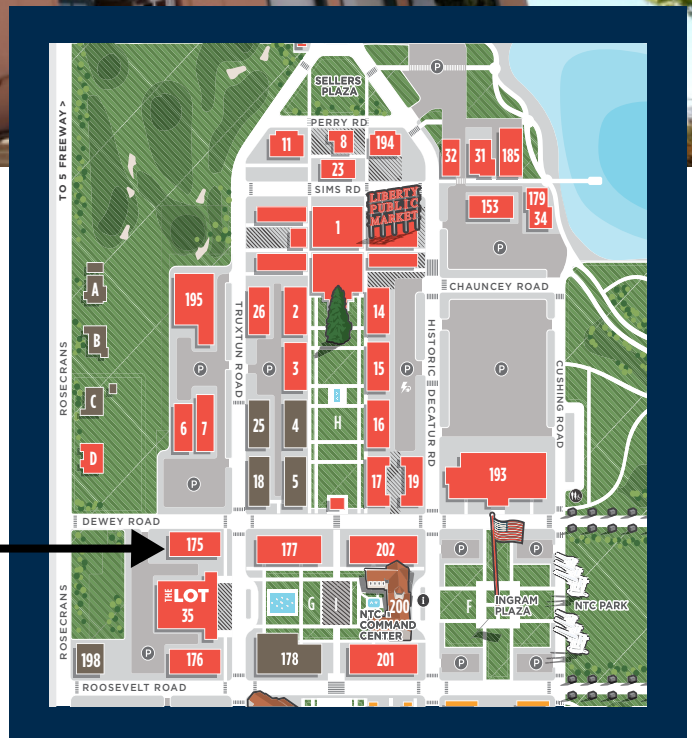 SELLERS
PLAZA
P
PERRY RD
11
8
194
32
31
185
23
SIMS RD
TO 5 FREEWAY >
LIBERTY
PUBLIC
MARKET
1
153
179
34
P
CHAUNCEY ROAD
A
195
26
2
14
TRUXTUN ROAD
HISTORIC DECATUR RD
CUSHING ROAD
ROSECRANS
B
P
P
3
15
P
P
C
6
7
25
4
H
16
D
18
5
17
19
193
P
DEWEY ROAD
175
177
202
P
P
THE
LOT
35
G
I
200
NTC
COMMAND
CENTER
i
F
INGRAM
PLAZA
NTC PARK
ROSECRANS
198
P
176
178
201
P
P
ROOSEVELT ROAD